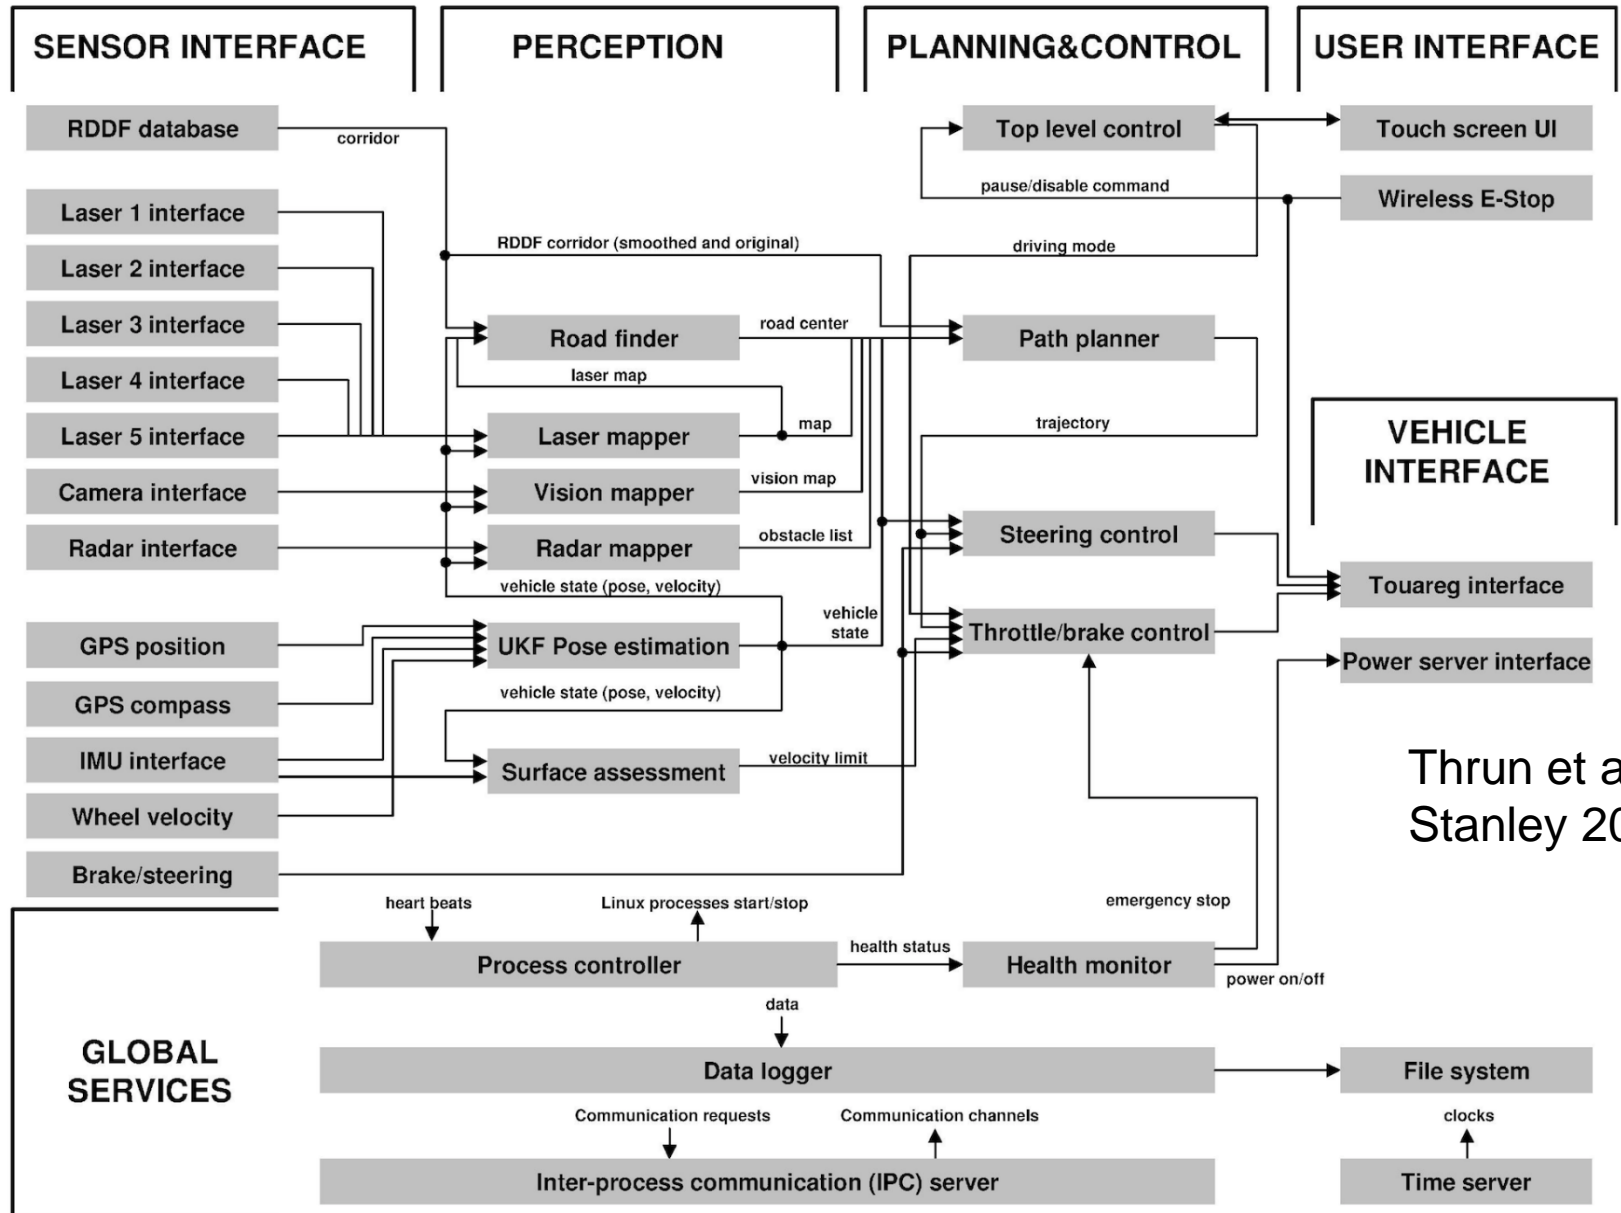 SENSOR INTERFACE
PERCEPTION
PLANNING&CONTROL
USER INTERFACE
RDDF database
corridor
Top level control
Touch screen UI
pause/disable command
Wireless E-Stop
Laser 1 interface
RDDF corridor (smoothed and original)
driving mode
Laser 2 interface
Laser 3 interface
Road finder
road center
Path planner
laser map
Laser 4 interface
Laser 5 interface
Laser mapper
map
trajectory
VEHICLE
INTERFACE
Camera interface
Vision mapper
vision map
Radar interface
Radar mapper
obstacle list
Steering control
vehicle state (pose, velocity)
Touareg interface
vehicle
state
GPS position
UKF Pose estimation
Throttle/brake control
Power server interface
vehicle state (pose, velocity)
GPS compass
IMU interface
Surface assessment
velocity limit
Thrun et a
Stanley 20
Wheel velocity
Brake/steering
heart beats
Linux processes start/stop
emergency stop
Process controller
health status
Health monitor
power on/off
data
GLOBAL
SERVICES
Data logger
File system
Communication requests
Communication channels
clocks
Inter-process communication (IPC) server
Time server